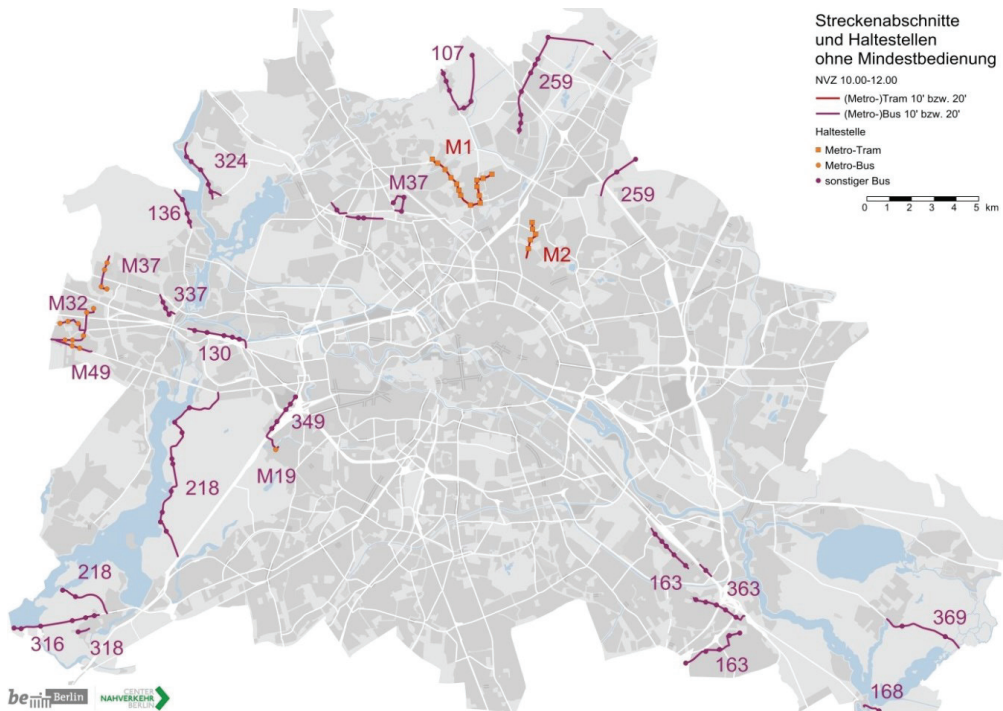 Streckenabschnitte
und Haltestellen
ohne Mindestbedienung
NVZ 10.00-12.00
(Metro-)Tram 10' bzw. 20'
(Metro-)Bus 10' bzw. 20'
Haltestelle
Metro-Tram
Metro-Bus
sonstiger Bus
0 1 2 3 4 5
km
107
259
M1
324
M37
259
136
M2
M37
M32
337
130
M49
349
M19
218
218
163
363
316
318
369
163
168
be Berlin
CENTER
NAHVERKEHR
BERLIN